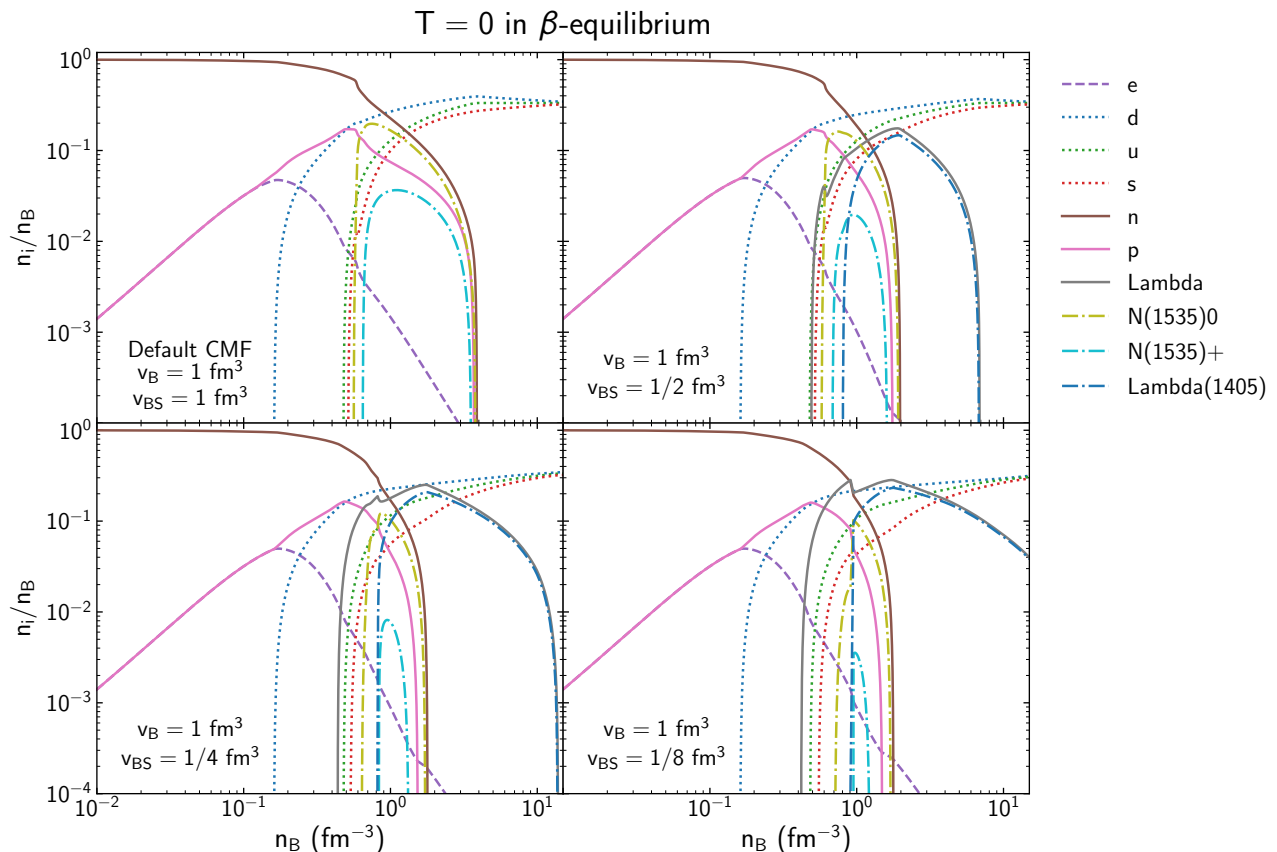 T = 0 in β-equilibrium
n_i/n_B
10^0
10^−1
10^−2
10^−3
Default CMF
v_B = 1 fm^3
v_BS = 1 fm^3
v_B = 1 fm^3
v_BS = 1/2 fm^3
e
d
u
s
n
p
Lambda
N(1535)0
N(1535)+
Lambda(1405)
n_i/n_B
10^0
10^−1
10^−2
10^−3
10^−4
v_B = 1 fm^3
v_BS = 1/4 fm^3
v_B = 1 fm^3
v_BS = 1/8 fm^3
10^−2
10^−1
10^0
10^1
10^−1
10^0
10^1
n_B (fm^−3)
n_B (fm^−3)